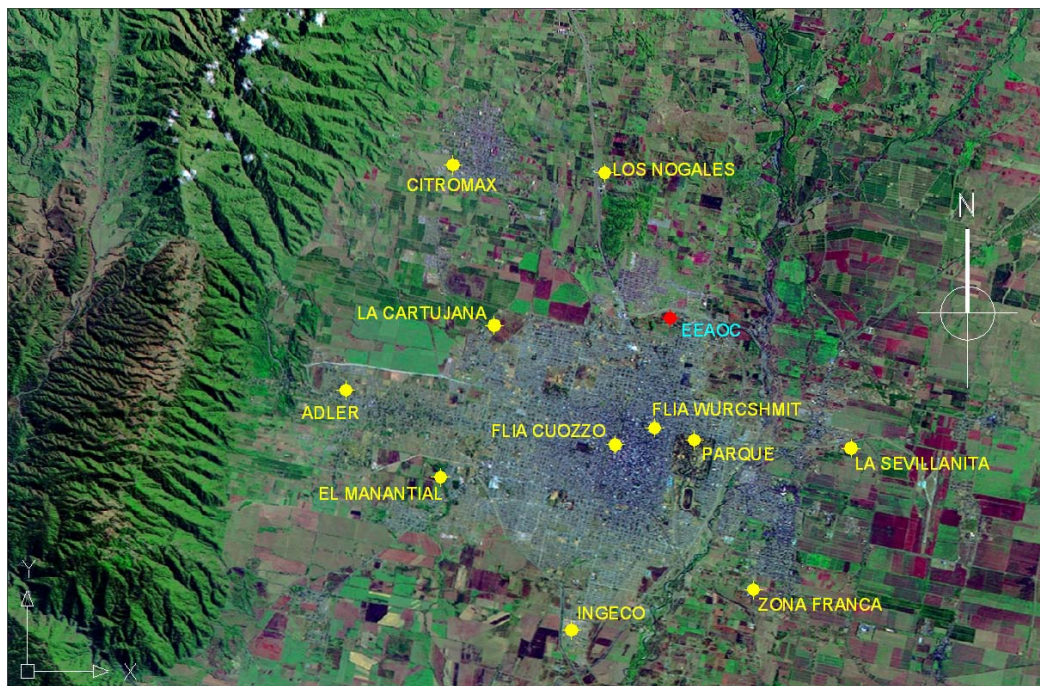 CITROMAX
LOS NOGALES
N
LA CARTUJANA
EEAOC
ADLER
FLIA WURCSHMIT
FLIA CUOZZO
PARQUE
LA SEVILLANITA
EL MANANTIAL
ZONA FRANCA
INGECO
Y
X